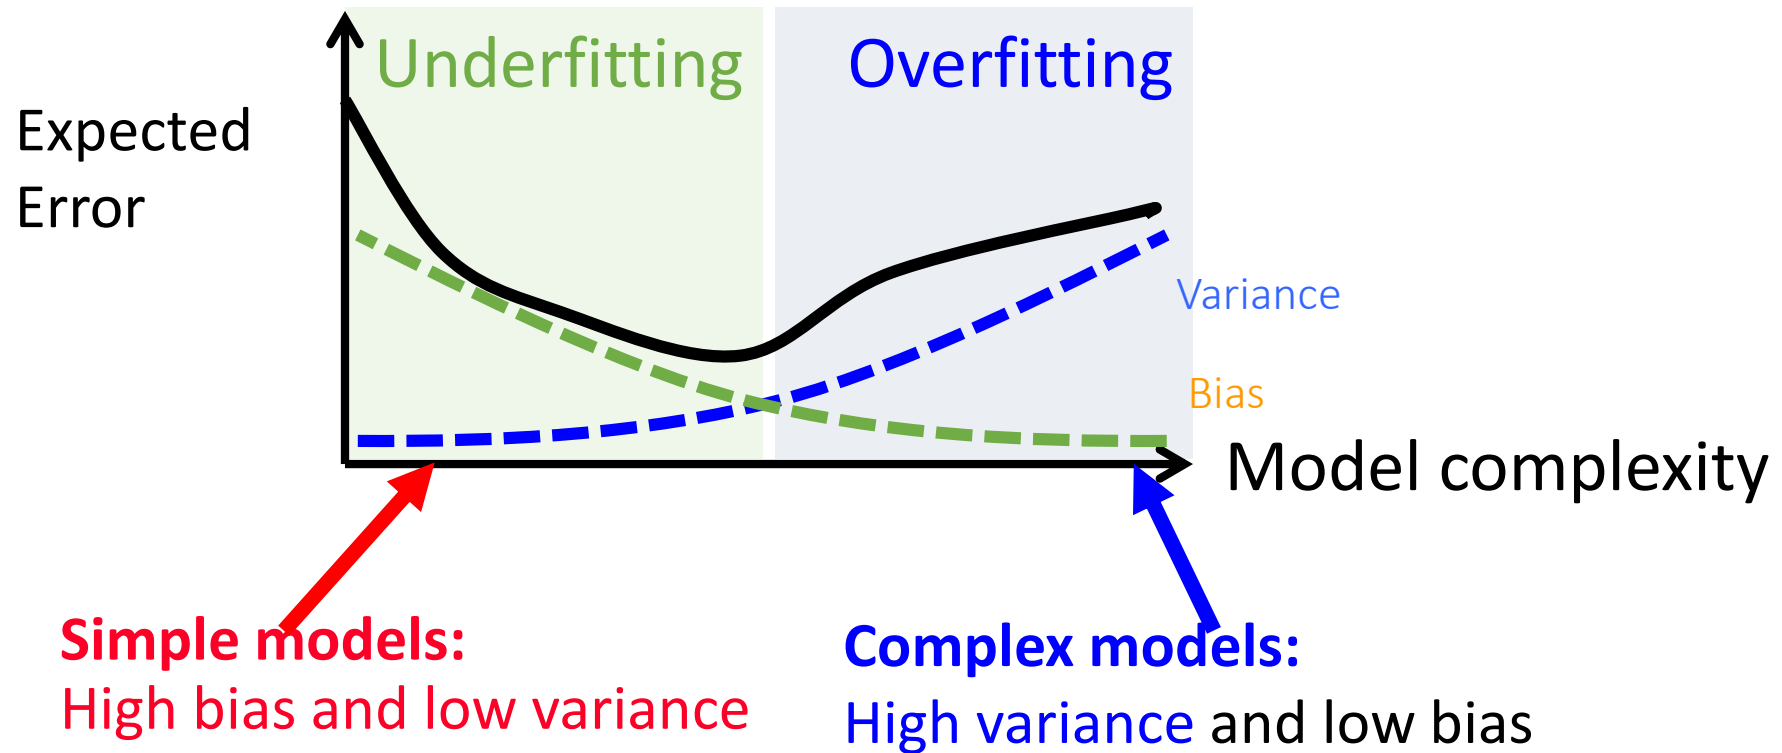 Underfitting
Overfitting
Expected
Error
Variance
Bias
Model complexity
Simple models:
High bias and low variance
Complex models:
High variance and low bias